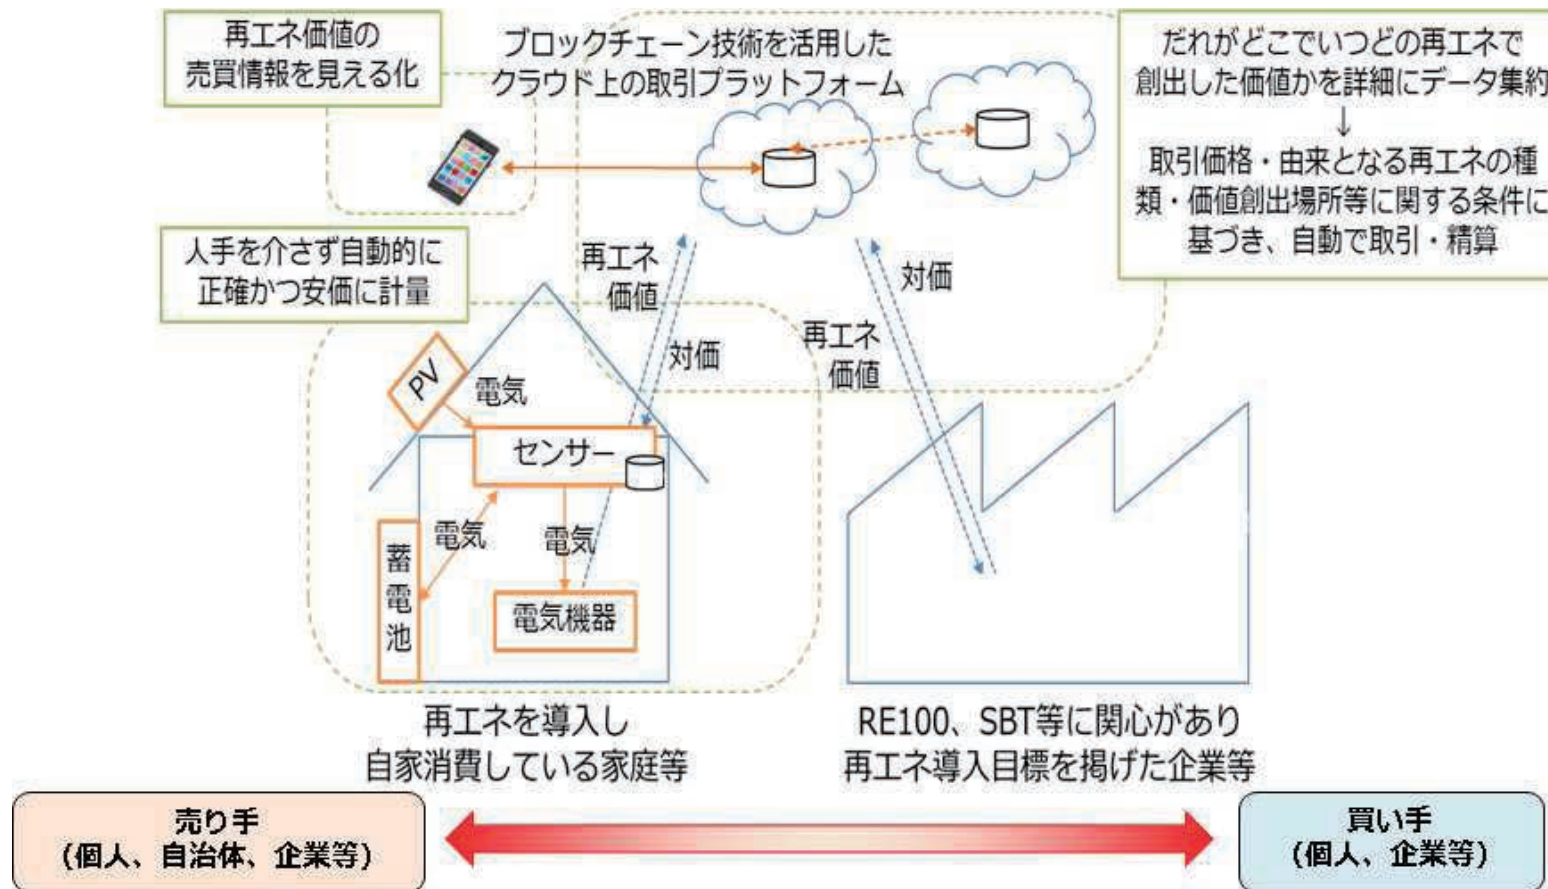 再エネ価値の
売買情報を見える化
ブロックチェーン技術を活用した
クラウド上の取引プラットフォーム
だれがどこでいつどの再エネで
創出した価値かを詳細にデータ集約
↓
取引価格・由来となる再エネの種
類・価値創出場所等に関する条件に
基づき、自動で取引・精算
人手を介さず自動的に
正確かつ安価に計量
再エネ
価値
対価
再エネ
価値
対価
PV
電気
センサー
電気
電気
蓄電池
電気機器
再エネを導入し
自家消費している家庭等
RE100、SBT等に関心があり
再エネ導入目標を掲げた企業等
売り手
(個人、自治体、企業等)
買い手
(個人、企業等)